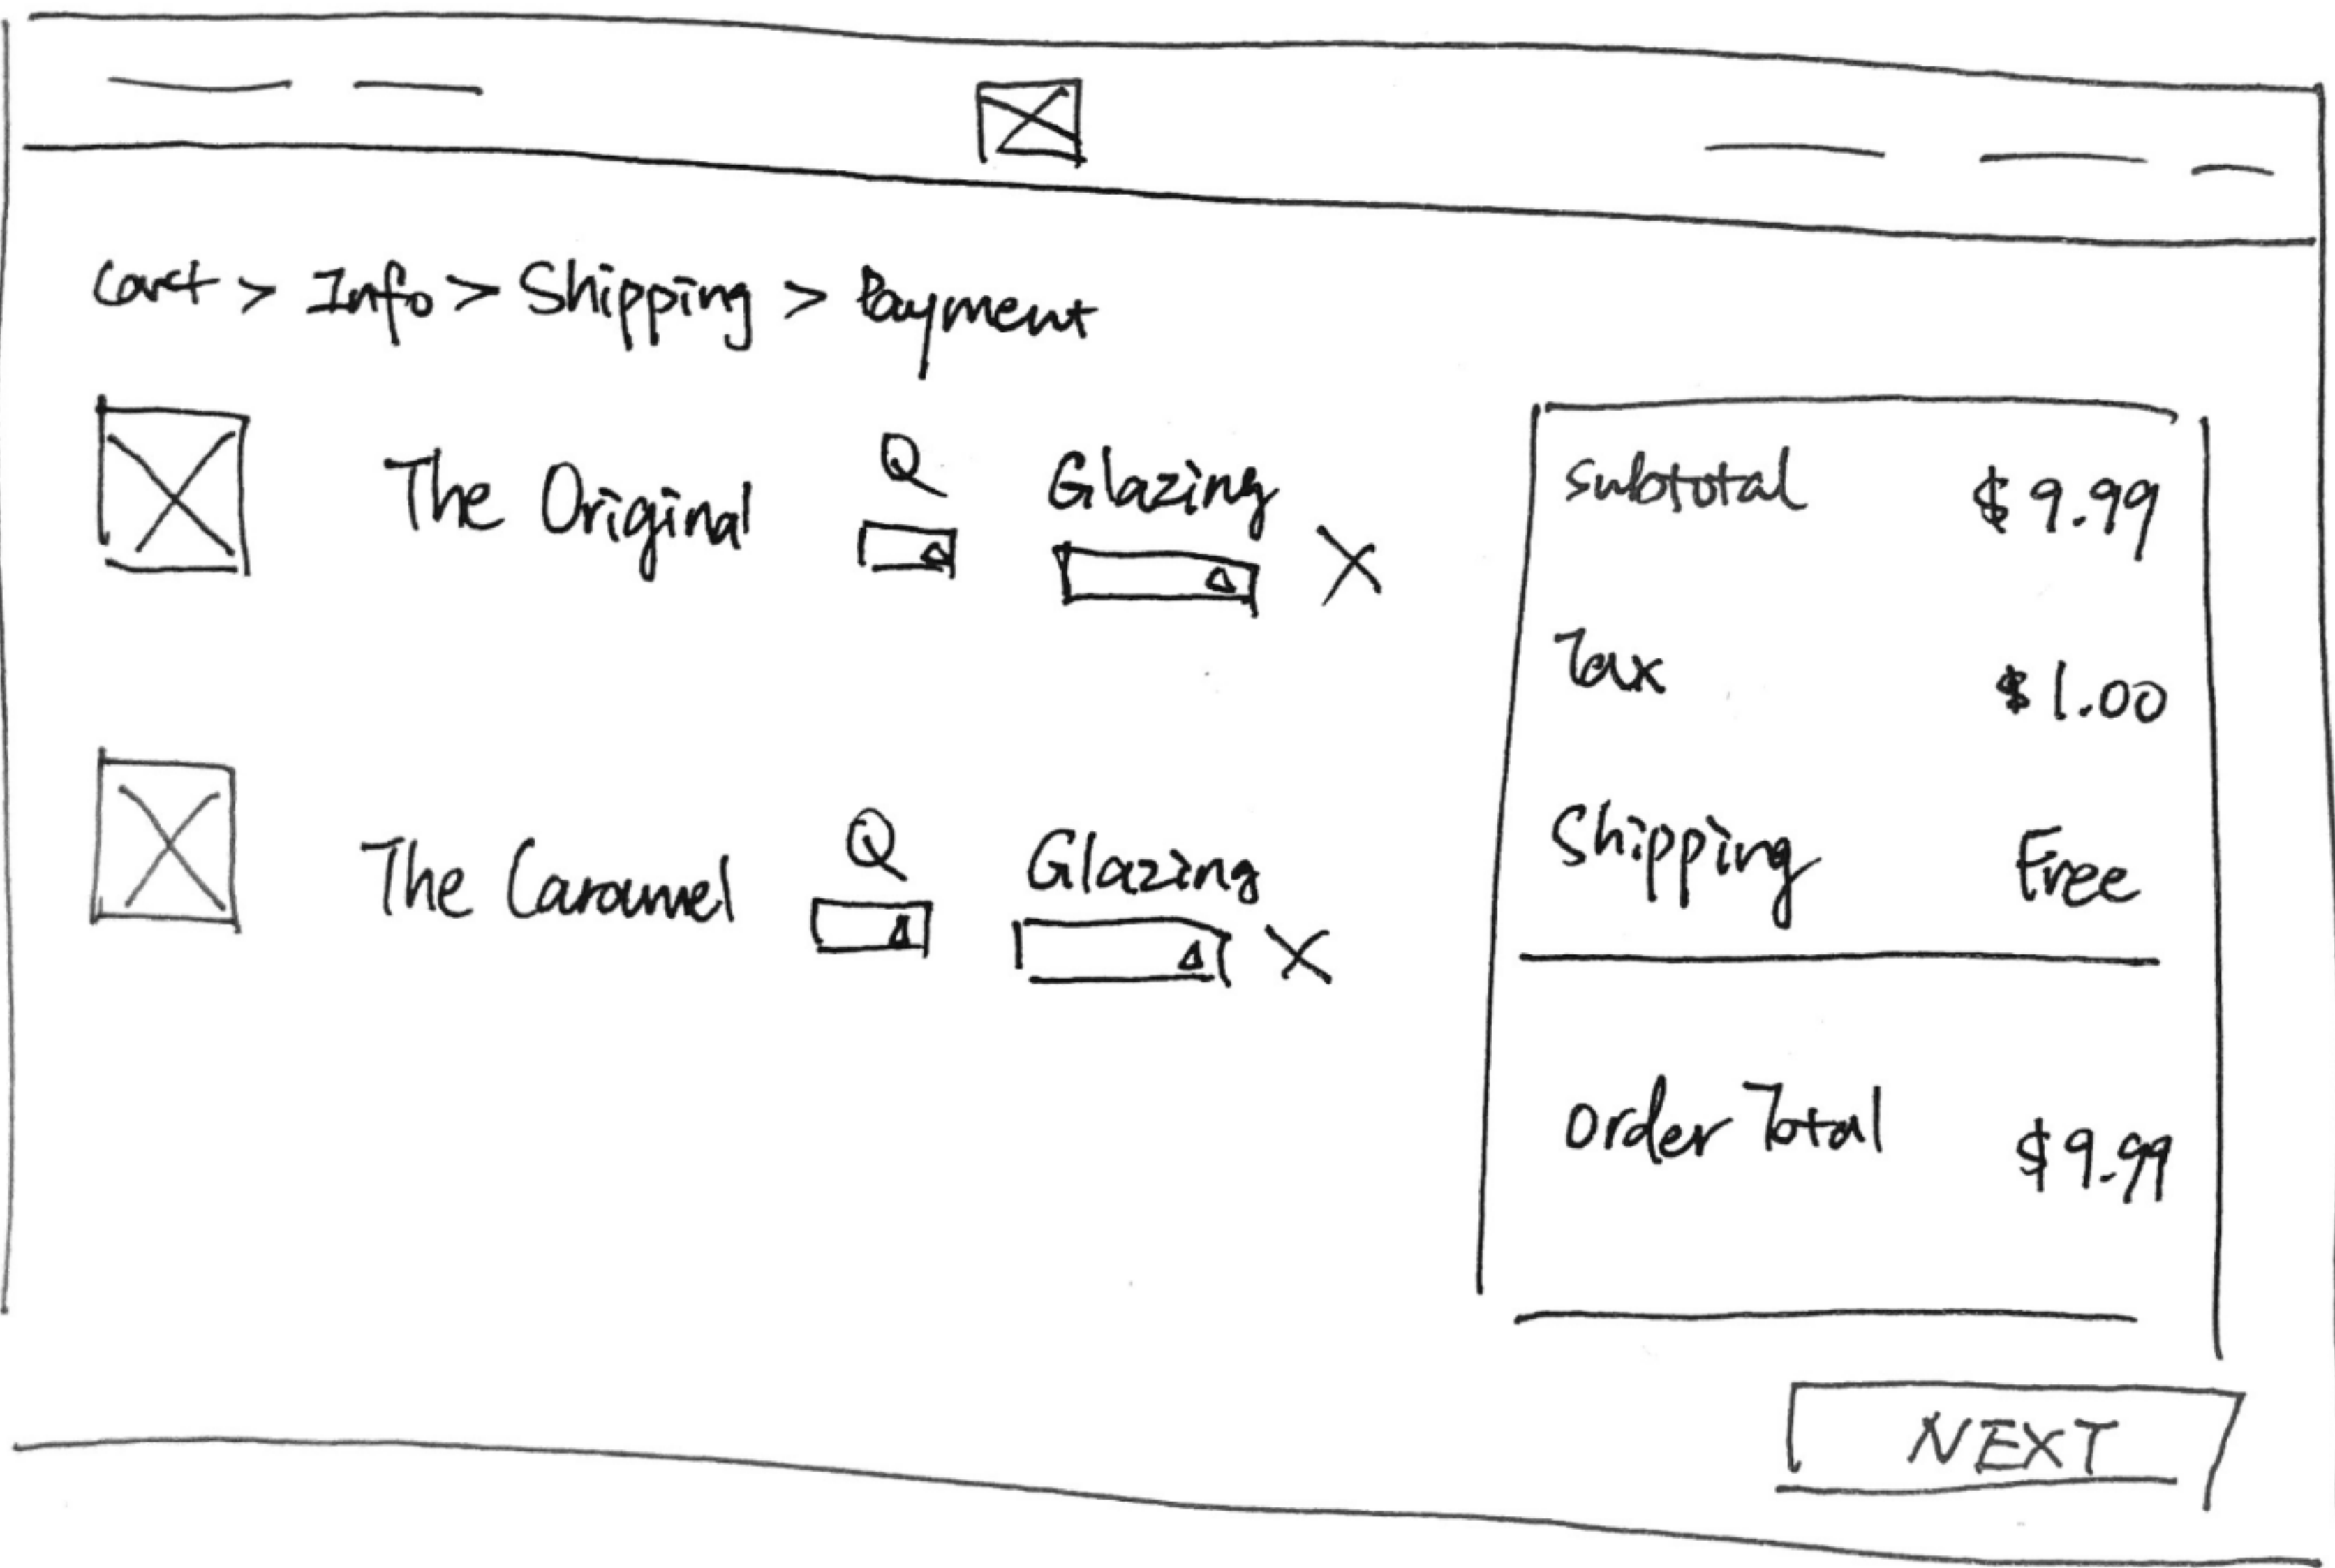 Cart > Info > Shipping > Payment
The Original
Q
Glazing
X
The Caramel
Q
Glazing
X
Subtotal $9.99
Tax $1.00
Shipping Free
Order Total $9.99
NEXT